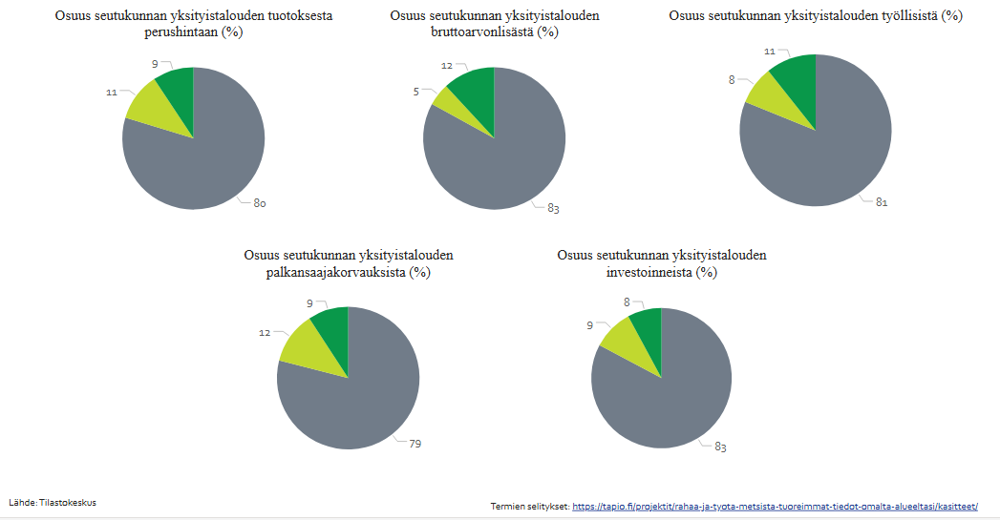 Osuus seutukunnan yksityistalouden tuotoksesta
perushintaan (%)
9
11
80
Osuus seutukunnan yksityistalouden
bruttoarvonlisästä (%)
12
5
83
Osuus seutukunnan yksityistalouden työllisistä (%)
11
8
81
Osuus seutukunnan yksityistalouden
palkansaajakorvauksista (%)
9
12
79
Osuus seutukunnan yksityistalouden
investoinneista (%)
8
9
83
Lähde: Tilastokeskus
Termien selitykset: https://tapio.fi/projektit/rahaa-ja-tyota-metsista-tuoreimmat-tiedot-omalta-alueeltasi/kasitteet/